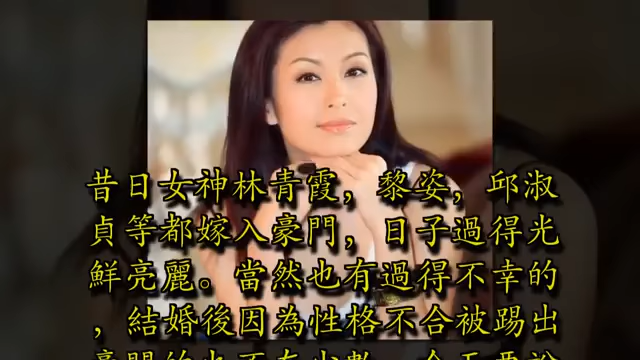 昔日女神林青霞，黎姿，邱淑
貞等都嫁入豪門，日子過得光
鮮亮麗。當然也有過得不幸的
，結婚後因為性格不合被踢出